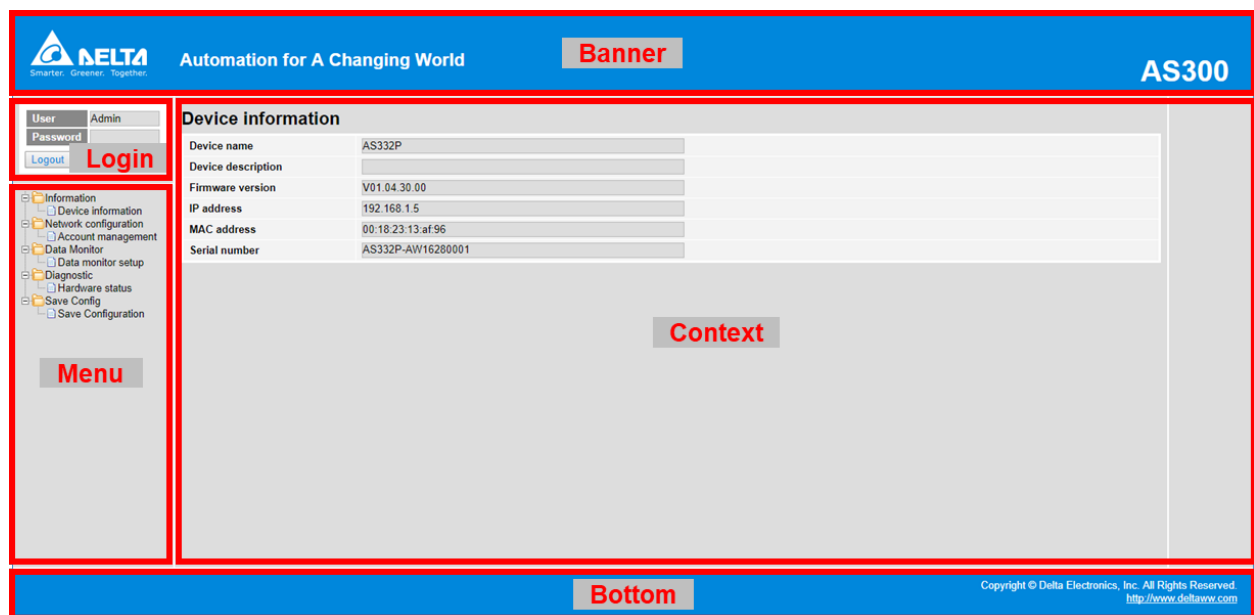 DELTA
Smarter. Greener. Together.
Automation for A Changing World
Banner
AS300
User Admin
Password
Logout
Login
Information
Device information
Network configuration
Account management
Data Monitor
Data monitor setup
Diagnostic
Hardware status
Save Config
Save Configuration
Menu
Device information
Device name AS332P
Device description
Firmware version V01.04.30.00
IP address 192.168.1.5
MAC address 00:18:23:13:af:96
Serial number AS332P-AW16280001
Context
Bottom
Copyright © Delta Electronics, Inc. All Rights Reserved.
http://www.deltaww.com